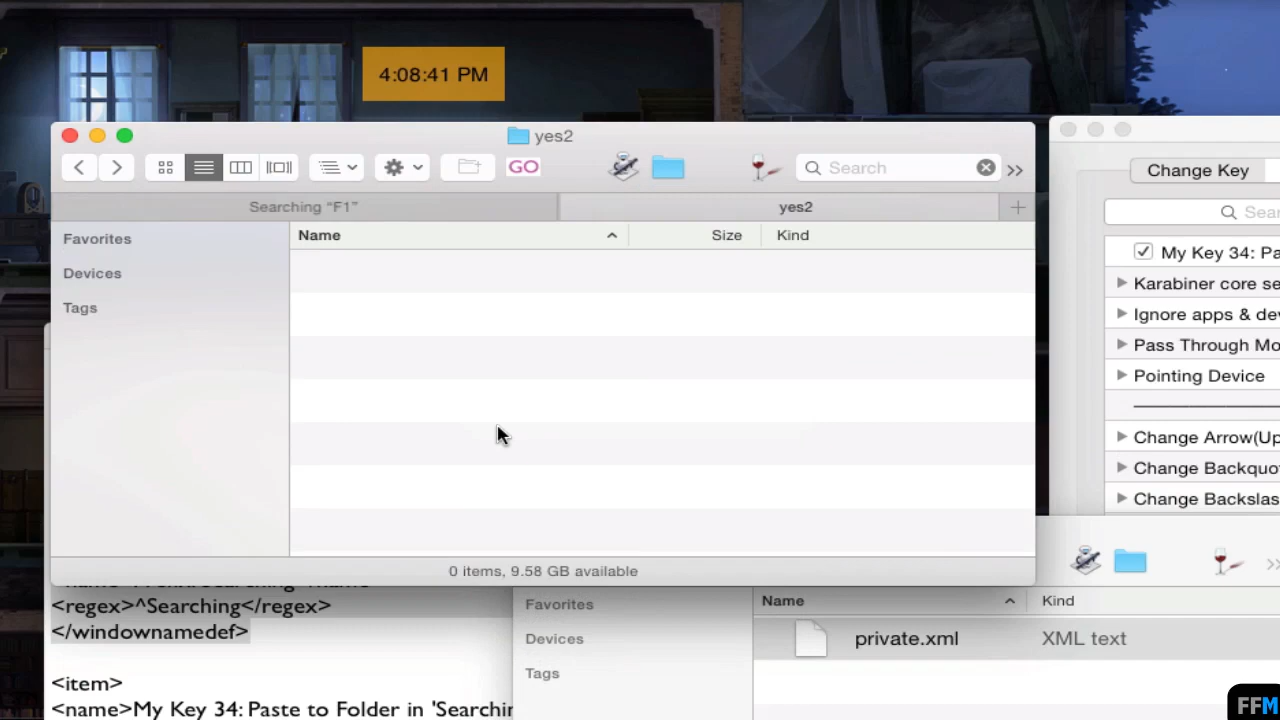 4:08:41 PM
yes2
GO
Search
Searching “F1”
yes2
Favorites
Devices
Tags
Name
Size
Kind
0 items, 9.58 GB available
Change Key
My Key 34: Pa
Karabiner core se
Ignore apps & dev
Pass Through Mo
Pointing Device
Change Arrow(Up
Change Backquo
Change Backslas
<regex>^Searching</regex>
</windownamedef>
<item>
<name>My Key 34: Paste to Folder in 'Searchin
Favorites
Devices
Tags
Name
Kind
private.xml
XML text
FFM